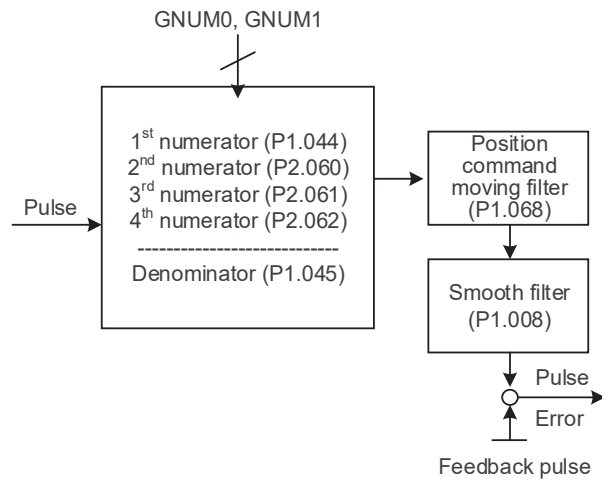 GNUM0, GNUM1
Pulse
1st numerator (P1.044)
2nd numerator (P2.060)
3rd numerator (P2.061)
4th numerator (P2.062)
-----------------------------
Denominator (P1.045)
Position
command
moving filter
(P1.068)
Smooth filter
(P1.008)
Pulse
Error
Feedback pulse